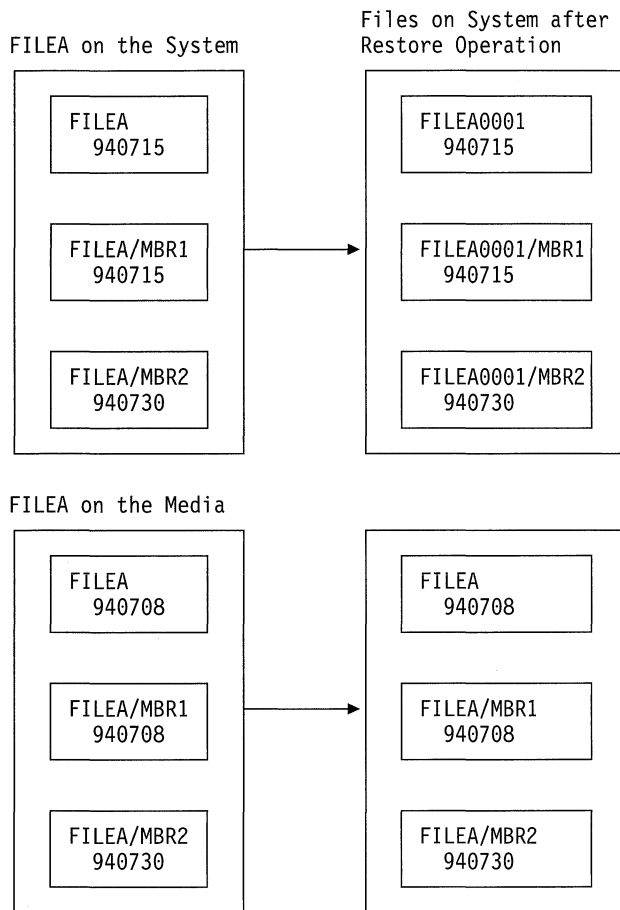 FILEA on the System
FILEA
940715
FILEA/MBR1
940715
FILEA/MBR2
940730
Files on System after
Restore Operation
FILEA0001
940715
FILEA0001/MBR1
940715
FILEA0001/MBR2
940730
FILEA on the Media
FILEA
940708
FILEA/MBR1
940708
FILEA/MBR2
940730
FILEA
940708
FILEA/MBR1
940708
FILEA/MBR2
940730